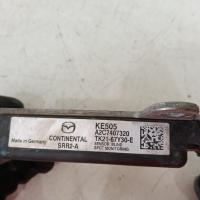 KE505
A2C7407320
TK21-67Y30-E
SENSOR BLIND
SPOT MONITORING
Made in Germany
CONTINENTAL
SRR2-A